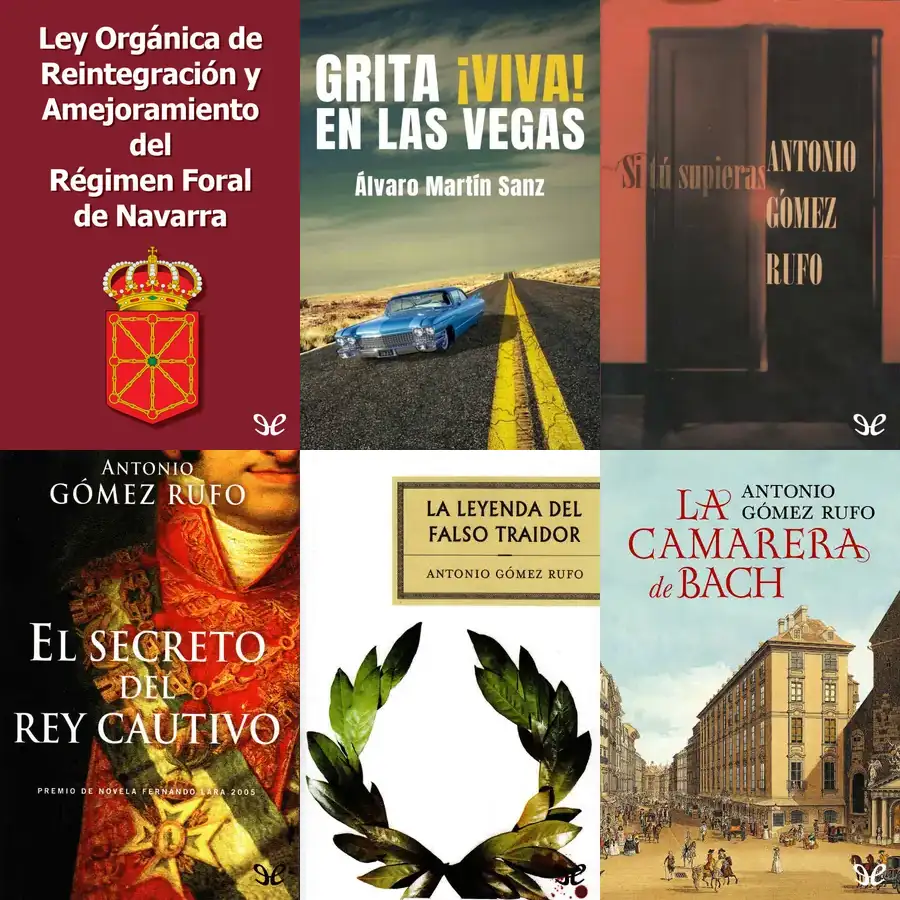 Ley Orgánica de
Reintegración y
Amejoramiento
del
Régimen Foral
de Navarra
GRITA ¡VIVA!
EN LAS VEGAS
Álvaro Martín Sanz
Si tú supieras
ANTONIO
GÓMEZ
RUFO
ANTONIO
GÓMEZ RUFO
EL SECRETO
DEL
REY CAUTIVO
PREMIO DE NOVELA FERNANDO LARA 2005
LA LEYENDA DEL
FALSO TRAIDOR
ANTONIO GÓMEZ RUFO
LA ANTONIO
GÓMEZ RUFO
CAMARERA
de BACH